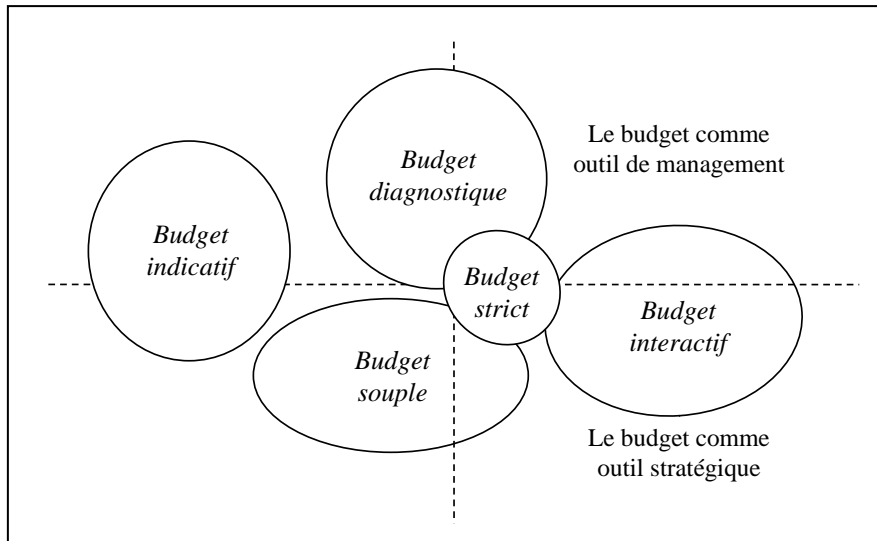 Budget
diagnostique
Le budget comme
outil de management
Budget
indicatif
Budget
strict
Budget
interactif
Budget
souple
Le budget comme
outil stratégique